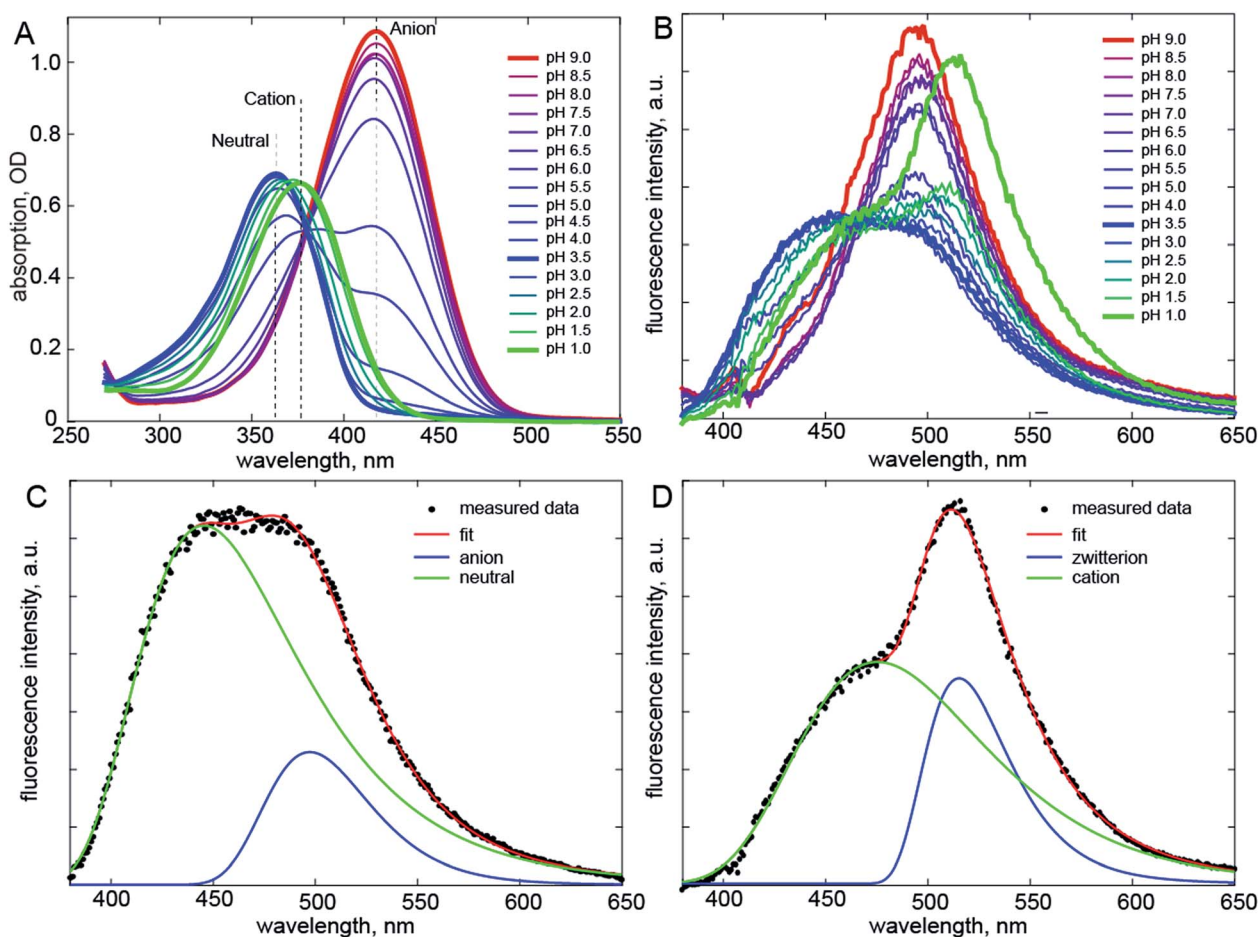 A
absorption, OD
1.0
0.8
0.6
0.4
0.2
0
250
300
350
400
450
500
550
wavelength, nm
Neutral
Cation
Anion
pH 9.0
pH 8.5
pH 8.0
pH 7.5
pH 7.0
pH 6.5
pH 6.0
pH 5.5
pH 5.0
pH 4.5
pH 4.0
pH 3.5
pH 3.0
pH 2.5
pH 2.0
pH 1.5
pH 1.0
B
fluorescence intensity, a.u.
400
450
500
550
600
650
wavelength, nm
pH 9.0
pH 8.5
pH 8.0
pH 7.5
pH 7.0
pH 6.5
pH 6.0
pH 5.5
pH 5.0
pH 4.0
pH 3.5
pH 3.0
pH 2.5
pH 2.0
pH 1.5
pH 1.0
C
fluorescence intensity, a.u.
measured data
fit
anion
neutral
400
450
500
550
600
650
wavelength, nm
D
fluorescence intensity, a.u.
measured data
fit
zwitterion
cation
400
450
500
550
600
650
wavelength, nm